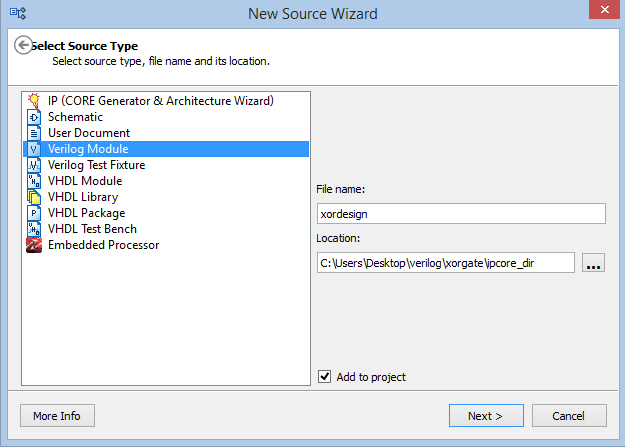 New Source Wizard
Select Source Type
Select source type, file name and its location.
IP (CORE Generator & Architecture Wizard)
Schematic
User Document
Verilog Module
Verilog Test Fixture
VHDL Module
VHDL Library
VHDL Package
VHDL Test Bench
Embedded Processor
File name:
xordesign
Location:
C:\Users\Desktop\verilog\xorgate\ipcore_dir
...
Add to project
More Info
Next >
Cancel